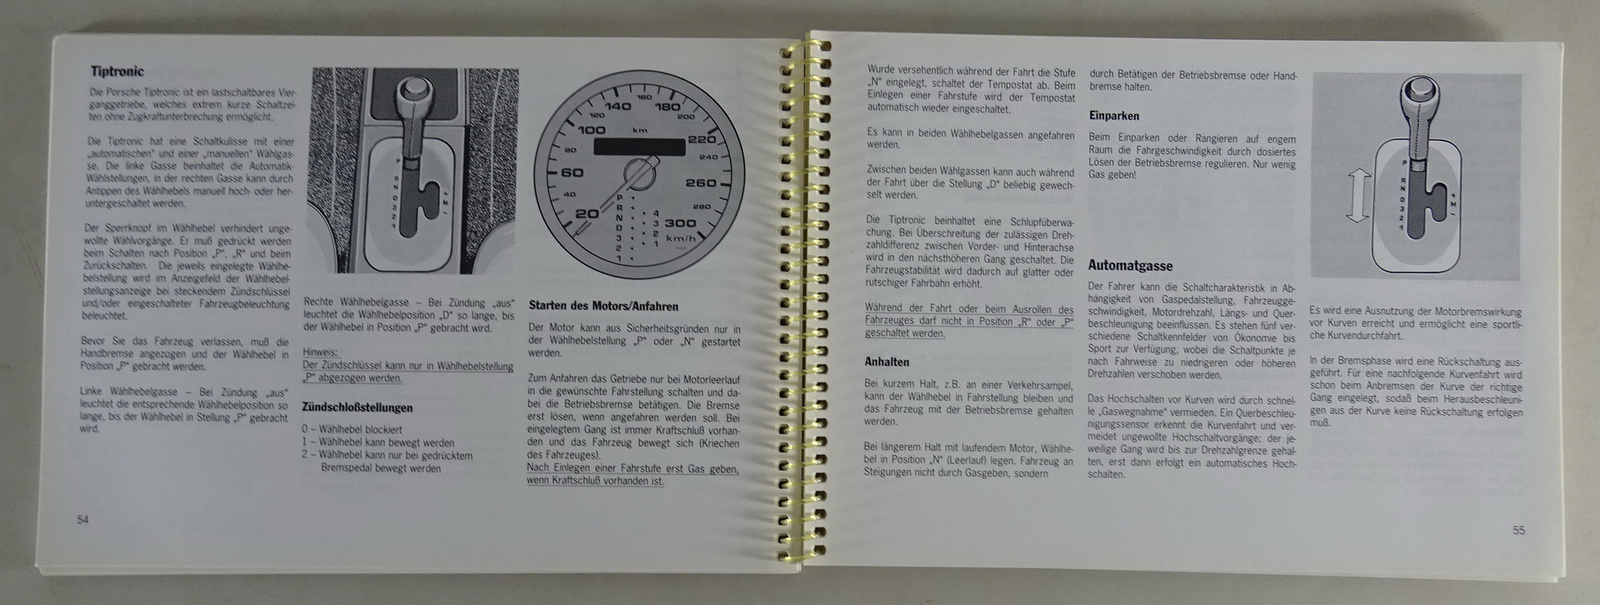 Tiptronic
Die Porsche Tiptronic ist ein lastschaltbares Vier-
ganggetriebe, welches extrem kurze Schaltzei-
ten ohne Zugkraftunterbrechung ermöglicht.
Die Tiptronic hat eine Schaltkulisse mit einer
„automatischen" und einer „manuellen" Wählgas-
se. Die linke Gasse beinhaltet die Automatik-
Wählstellungen, in der rechten Gasse kann durch
Antippen des Wählhebels manuell hoch- oder her-
untergeschaltet werden.
Der Sperrknopf im Wählhebel verhindert unge-
wollte Wählvorgänge. Er muß gedrückt werden
beim Schalten nach Position „P", „R" und beim
Zurückschalten. Die jeweils eingelegte Wählhe-
belstellung wird im Anzeigefeld der Wählhebel-
stellungsanzeige bei steckendem Zündschlüssel
und/oder eingeschalteter Fahrzeugbeleuchtung
beleuchtet.
Bevor Sie das Fahrzeug verlassen, muß die
Handbremse angezogen und der Wählhebel in
Position „P" gebracht werden.
Linke Wählhebelgasse – Bei Zündung „aus"
leuchtet die entsprechende Wählhebelposition so
lange, bis der Wählhebel in Stellung „P" gebracht
wird.
54
P
R
N
D
3
2
1
+
M
Rechte Wählhebelgasse – Bei Zündung „aus"
leuchtet die Wählhebelposition „D" so lange, bis
der Wählhebel in Position „P" gebracht wird.
Hinweis:
Der Zündschlüssel kann nur in Wählhebelstellung
„P" abgezogen werden.
Zündschloßstellungen
0 – Wählhebel blockiert
1 – Wählhebel kann bewegt werden
2 – Wählhebel kann nur bei gedrücktem
Bremspedal bewegt werden
160
140 180
120 200
100 km 220
80 240
60 260
40 280
20 300
km/h
P
R
N 4
D 3
3 2
2 1
1
Starten des Motors/Anfahren
Der Motor kann aus Sicherheitsgründen nur in
der Wählhebelstellung „P" oder „N" gestartet
werden.
Zum Anfahren das Getriebe nur bei Motorleerlauf
in die gewünschte Fahrstellung schalten und da-
bei die Betriebsbremse betätigen. Die Bremse
erst lösen, wenn angefahren werden soll. Bei
eingelegtem Gang ist immer Kraftschluß vorhan-
den und das Fahrzeug bewegt sich (Kriechen
des Fahrzeuges).
Nach Einlegen einer Fahrstufe erst Gas geben,
wenn Kraftschluß vorhanden ist.
Wurde versehentlich während der Fahrt die Stufe
„N" eingelegt, schaltet der Tempostat ab. Beim
Einlegen einer Fahrstufe wird der Tempostat
automatisch wieder eingeschaltet.
Es kann in beiden Wählhebelgassen angefahren
werden.
Zwischen beiden Wählgassen kann auch während
der Fahrt über die Stellung „D" beliebig gewech-
selt werden.
Die Tiptronic beinhaltet eine Schlupfüberwa-
chung. Bei Überschreitung der zulässigen Dreh-
zahldifferenz zwischen Vorder- und Hinterachse
wird in den nächsthöheren Gang geschaltet. Die
Fahrzeugstabilität wird dadurch auf glatter oder
rutschiger Fahrbahn erhöht.
Während der Fahrt oder beim Ausrollen des
Fahrzeuges darf nicht in Position „R" oder „P"
geschaltet werden.
Anhalten
Bei kurzem Halt, z.B. an einer Verkehrsampel,
kann der Wählhebel in Fahrstellung bleiben und
das Fahrzeug mit der Betriebsbremse gehalten
werden.
Bei längerem Halt mit laufendem Motor, Wählhe-
bel in Position „N" (Leerlauf) legen. Fahrzeug an
Steigungen nicht durch Gasgeben, sondern
durch Betätigen der Betriebsbremse oder Hand-
bremse halten.
Einparken
Beim Einparken oder Rangieren auf engem
Raum die Fahrgeschwindigkeit durch dosiertes
Lösen der Betriebsbremse regulieren. Nur wenig
Gas geben!
Automatgasse
Der Fahrer kann die Schaltcharakteristik in Ab-
hängigkeit von Gaspedalstellung, Fahrzeugge-
schwindigkeit, Motordrehzahl, Längs- und Quer-
beschleunigung beeinflussen. Es stehen fünf ver-
schiedene Schaltkennfelder von Ökonomie bis
Sport zur Verfügung, wobei die Schaltpunkte je
nach Fahrweise zu niedrigeren oder höheren
Drehzahlen verschoben werden.
Das Hochschalten vor Kurven wird durch schnel-
le „Gaswegnahme" vermieden. Ein Querbeschleu-
nigungssensor erkennt die Kurvenfahrt und ver-
meidet ungewollte Hochschaltvorgänge; der je-
weilige Gang wird bis zur Drehzahlgrenze gehal-
ten, erst dann erfolgt ein automatisches Hoch-
schalten.
P
R
N
D
3
2
1
+
M
Es wird eine Ausnutzung der Motorbremswirkung
vor Kurven erreicht und ermöglicht eine sportli-
che Kurvendurchfahrt.
In der Bremsphase wird eine Rückschaltung aus-
geführt. Für eine nachfolgende Kurvenfahrt wird
schon beim Anbremsen der Kurve der richtige
Gang eingelegt, sodaß beim Herausbeschleuni-
gen aus der Kurve keine Rückschaltung erfolgen
muß.
55